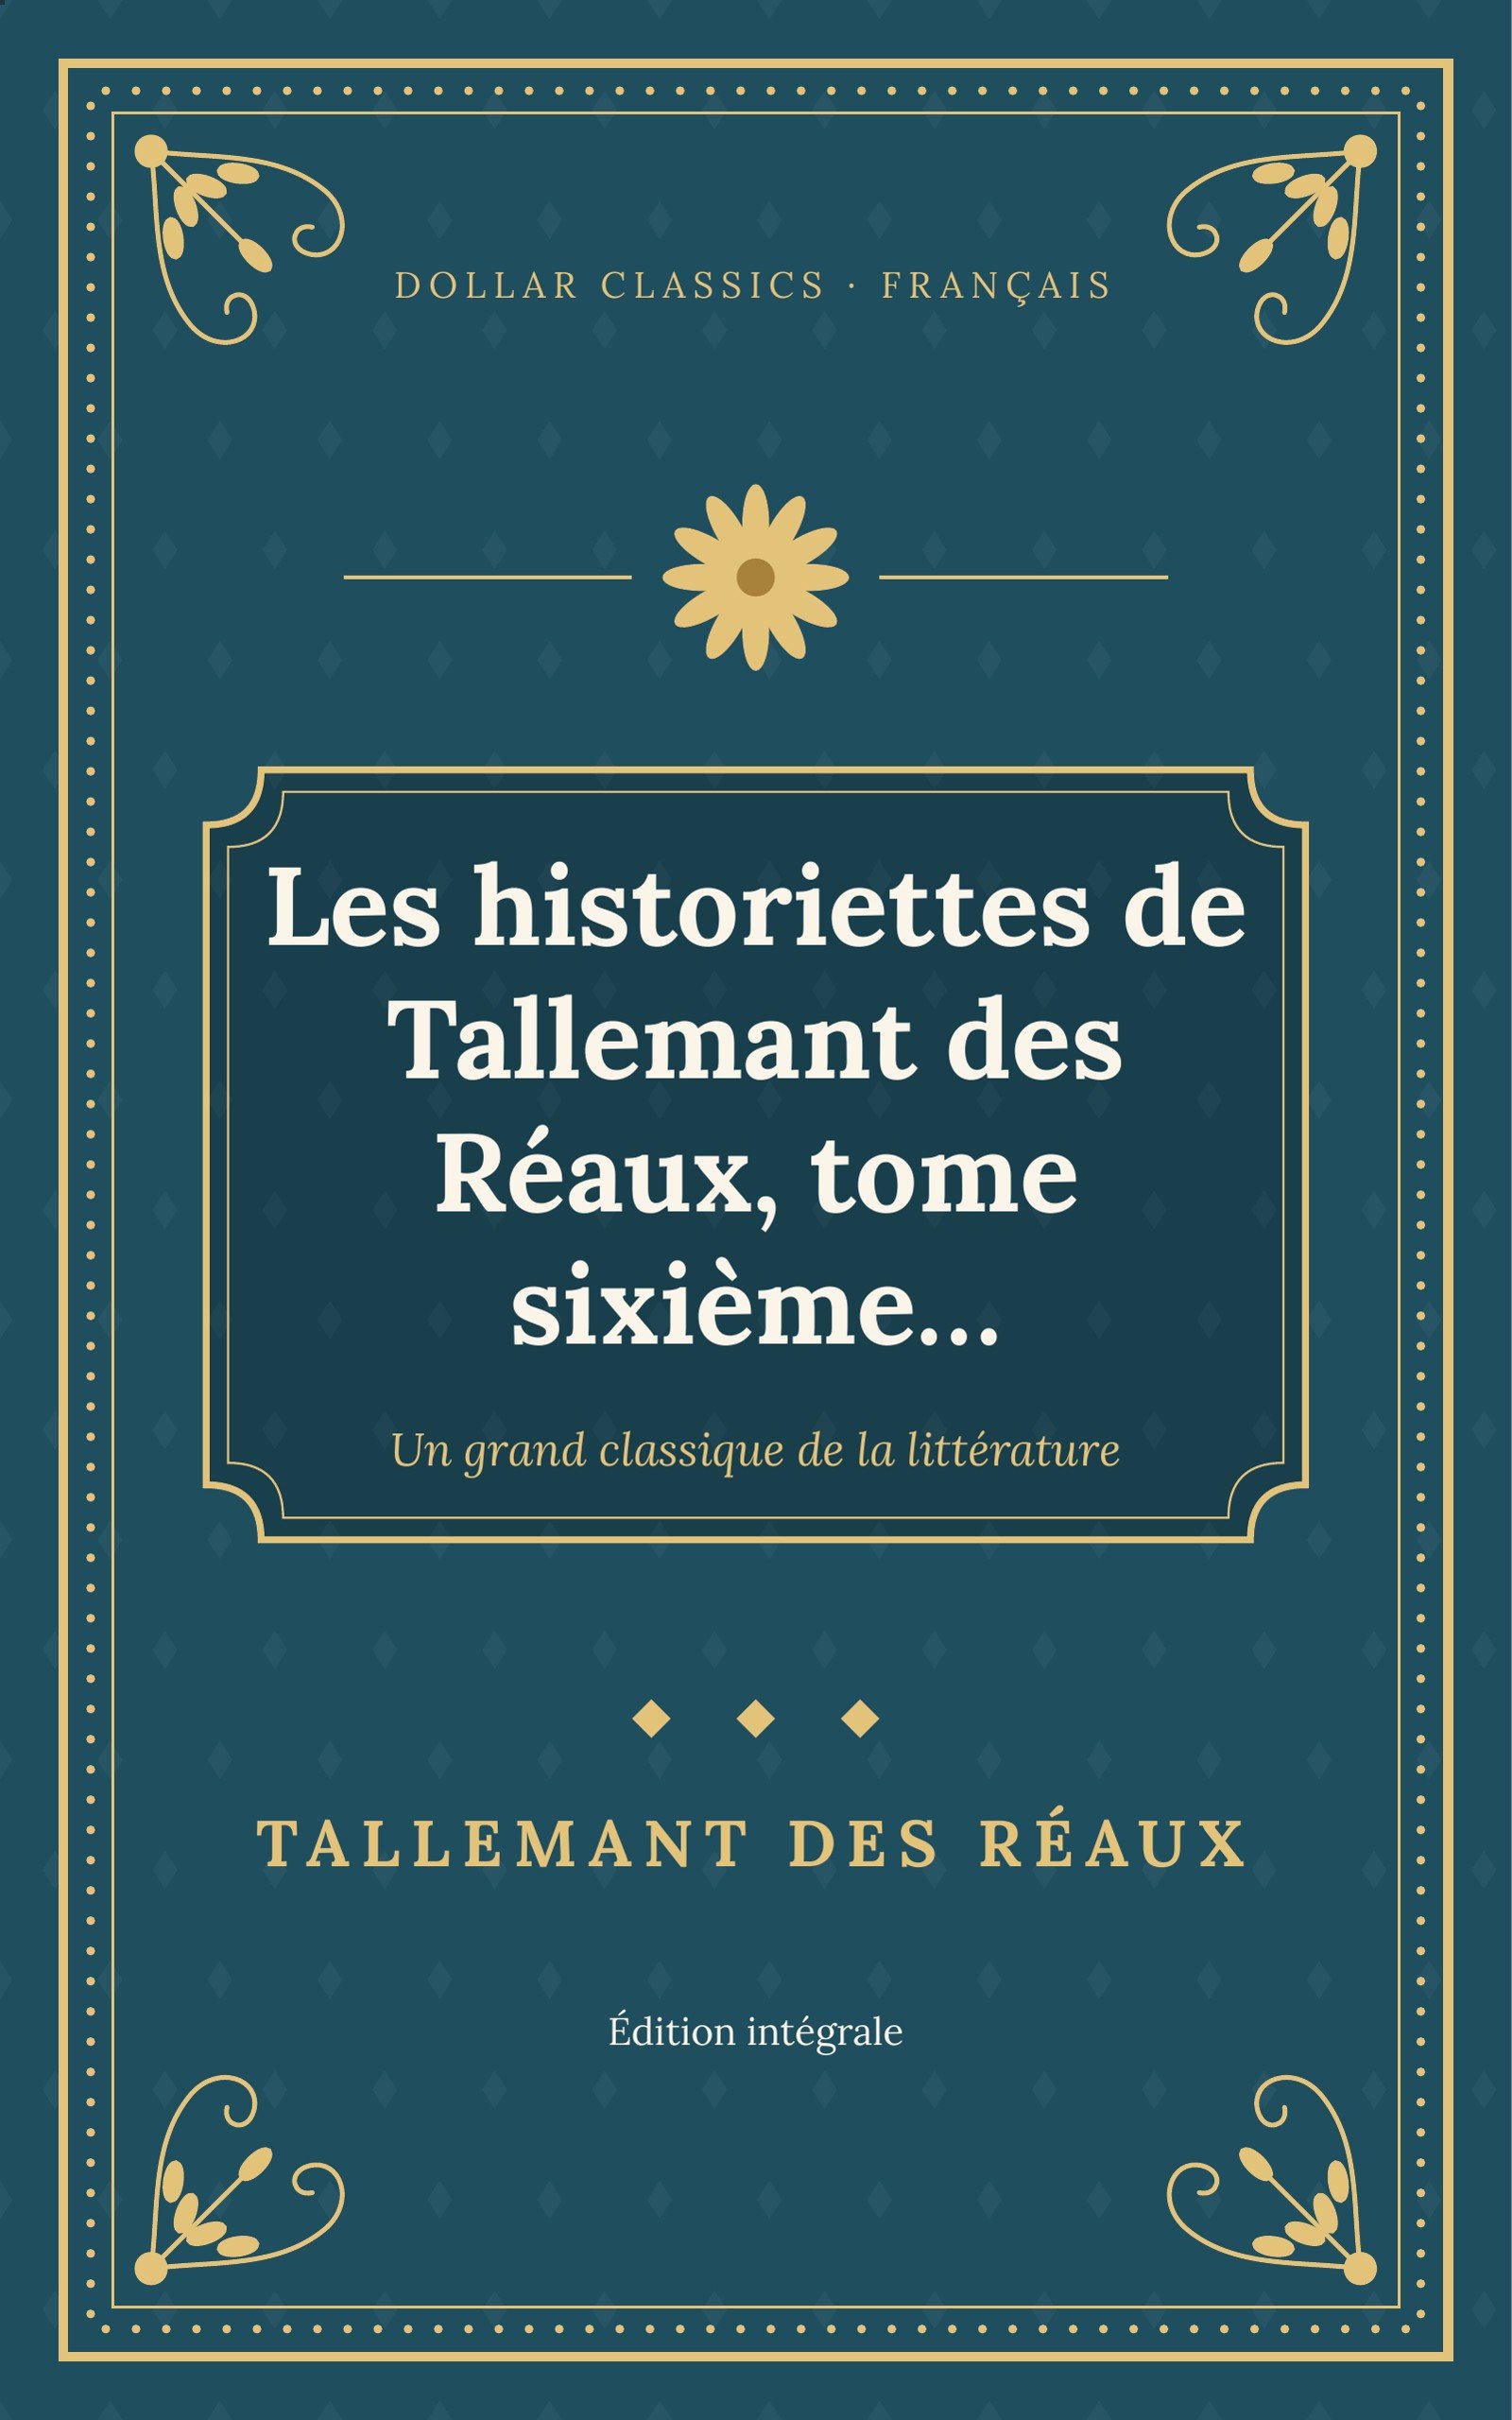 DOLLAR CLASSICS · FRANÇAIS
Les historiettes de
Tallemant des
Réaux, tome
sixième...
Un grand classique de la littérature
TALLEMANT DES RÉAUX
Édition intégrale